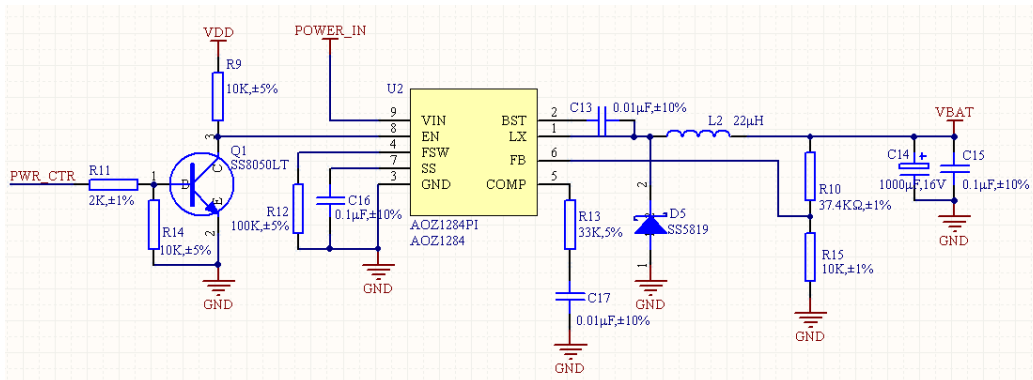 VDD
POWER_IN
R9
10K,±5%
U2
9
VIN
8
EN
4
FSW
7
SS
3
GND
BST
2
LX
1
FB
6
COMP
5
AOZ1284PI
AOZ1284
C13
0.01µF,±10%
L2
22µH
VBAT
3
Q1
SS8050LT
C
B
E
2
1
PWR_CTR
R11
2K,±1%
R14
10K,±5%
GND
R12
100K,±5%
C16
0.1µF,±10%
GND
R13
33K,5%
C17
0.01µF,±10%
GND
2
D5
SS5819
1
GND
R10
37.4KΩ,±1%
R15
10K,±1%
GND
C14
+
1000µF,16V
C15
0.1µF,±10%
GND